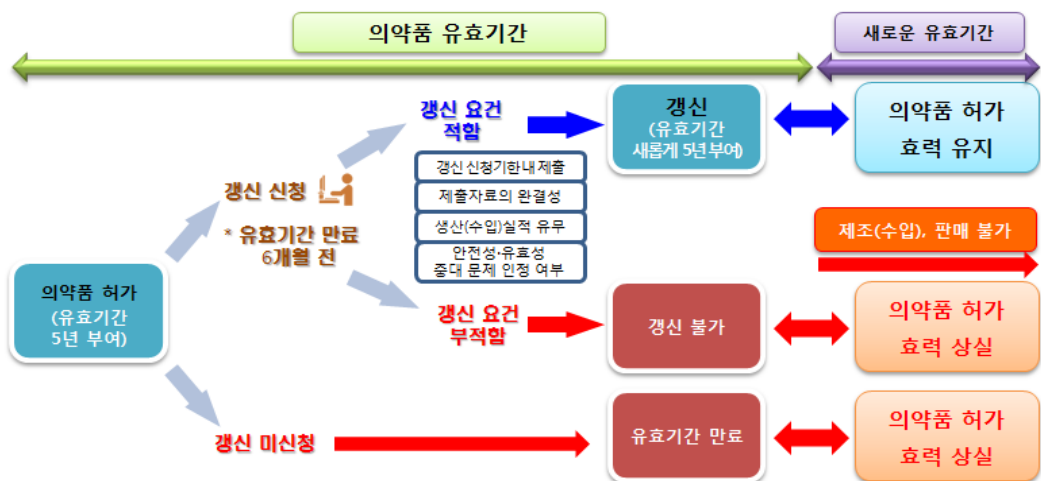 의약품 유효기간
새로운 유효기간
갱신 요건
적합
갱신
(유효기간
새롭게 5년 부여)
의약품 허가
효력 유지
갱신 신청기한내 제출
제출자료의 완결성
생산(수입)실적 유무
안전성·유효성
중대 문제 인정 여부
갱신 신청
* 유효기간 만료
6개월 전
제조(수입), 판매 불가
의약품 허가
(유효기간
5년 부여)
갱신 요건
부적합
갱신 불가
의약품 허가
효력 상실
갱신 미신청
유효기간 만료
의약품 허가
효력 상실